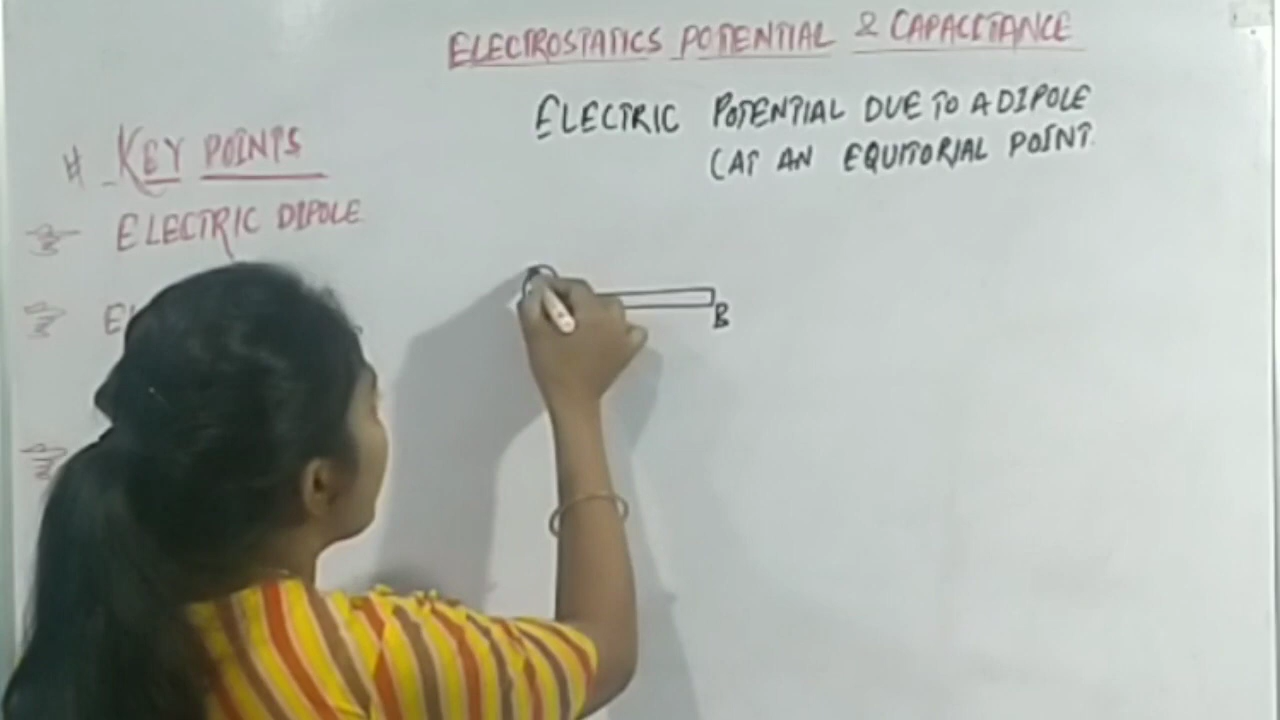 ELECTROSTATICS POTENTIAL & CAPACITANCE
ELECTRIC POTENTIAL DUE TO A DIPOLE
(AT AN EQUITORIAL POINT.
# KEY POINTS
ELECTRIC DIPOLE
B